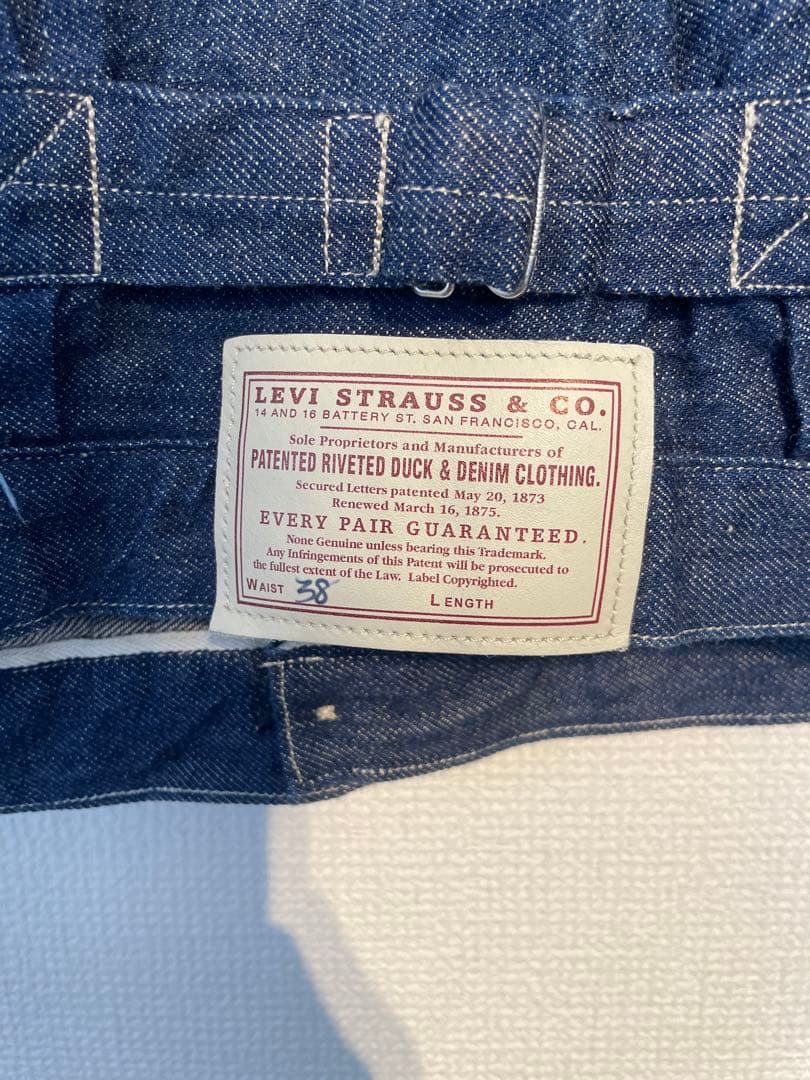 LEVI STRAUSS & CO.
14 AND 16 BATTERY ST. SAN FRANCISCO, CAL.
Sole Proprietors and Manufacturers of
PATENTED RIVETED DUCK & DENIM CLOTHING.
Secured Letters patented May 20, 1873
Renewed March 16, 1875.
EVERY PAIR GUARANTEED.
None Genuine unless bearing this Trademark.
Any Infringements of this Patent will be prosecuted to
the fullest extent of the Law. Label Copyrighted.
WAIST 38 LENGTH